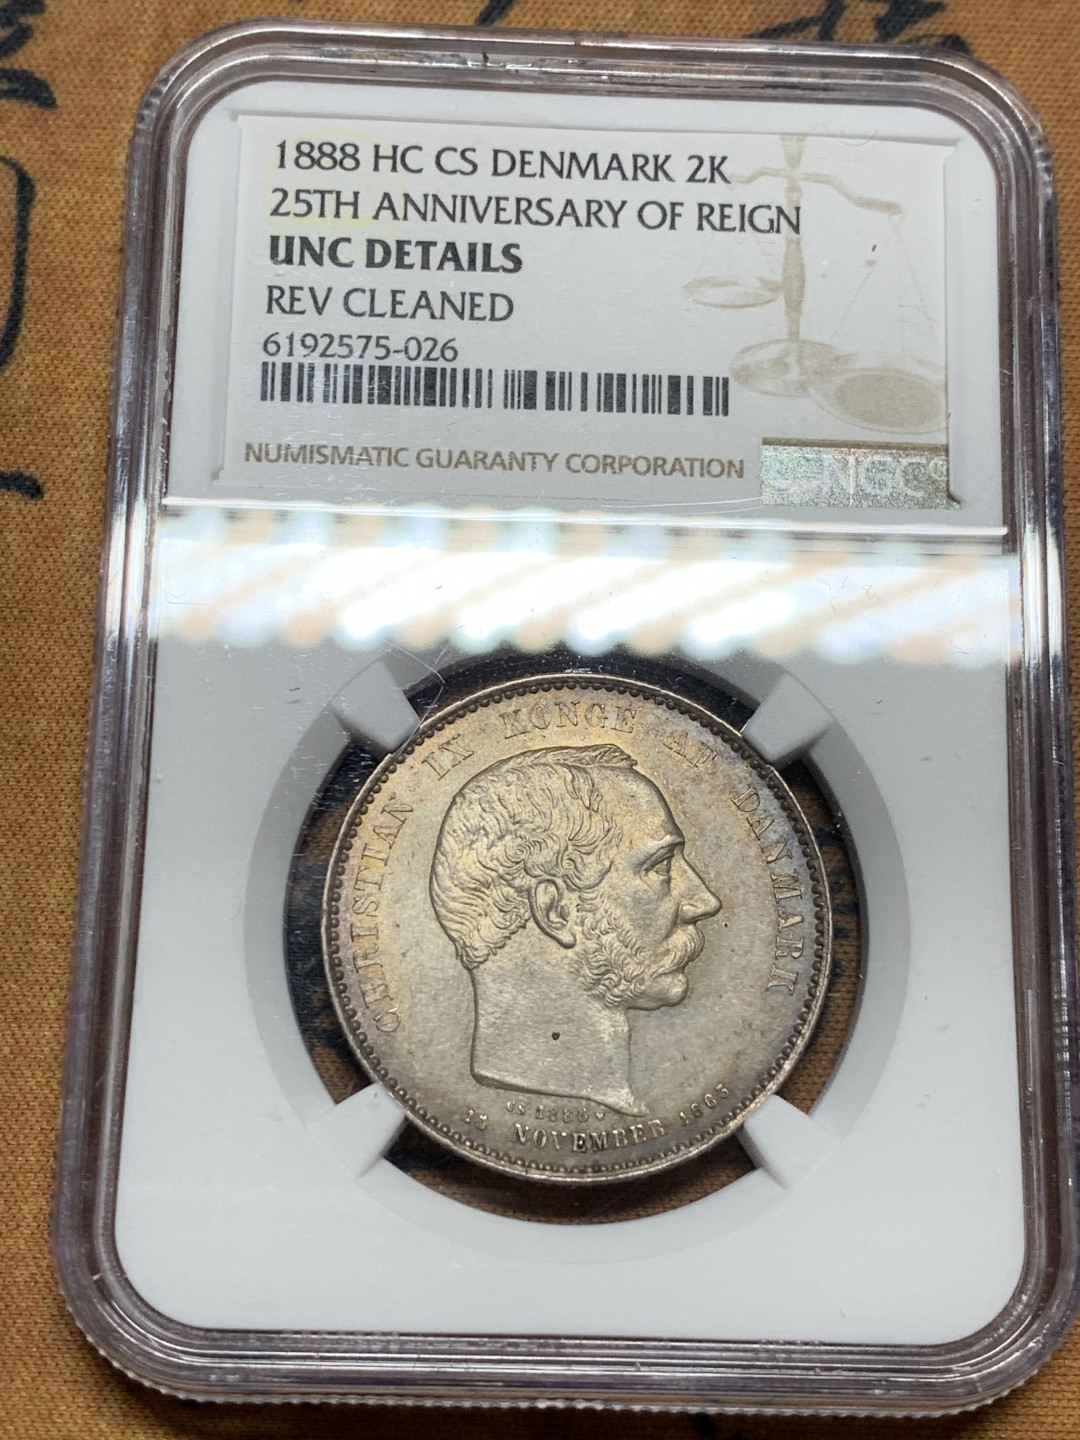 1888 HC CS DENMARK 2K
25TH ANNIVERSARY OF REIGN
UNC DETAILS
REV CLEANED
6192575-026
NUMISMATIC GUARANTY CORPORATION
NGC
CHRISTIAN IX KONGE AF DANMARK
CS 1888
15 NOVEMBER 1863